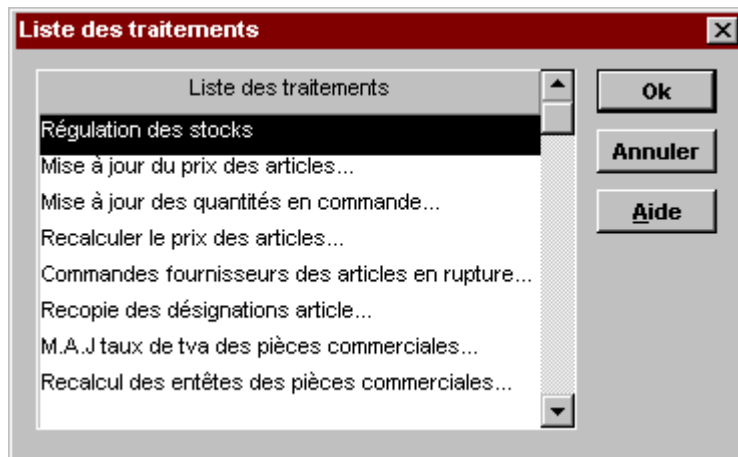 Liste des traitements
Liste des traitements
Ok
Régulation des stocks
Annuler
Mise à jour du prix des articles...
Mise à jour des quantités en commande...
Aide
Recalculer le prix des articles...
Commandes fournisseurs des articles en rupture...
Recopie des désignations article...
M.A.J taux de tva des pièces commerciales...
Recalcul des entêtes des pièces commerciales...